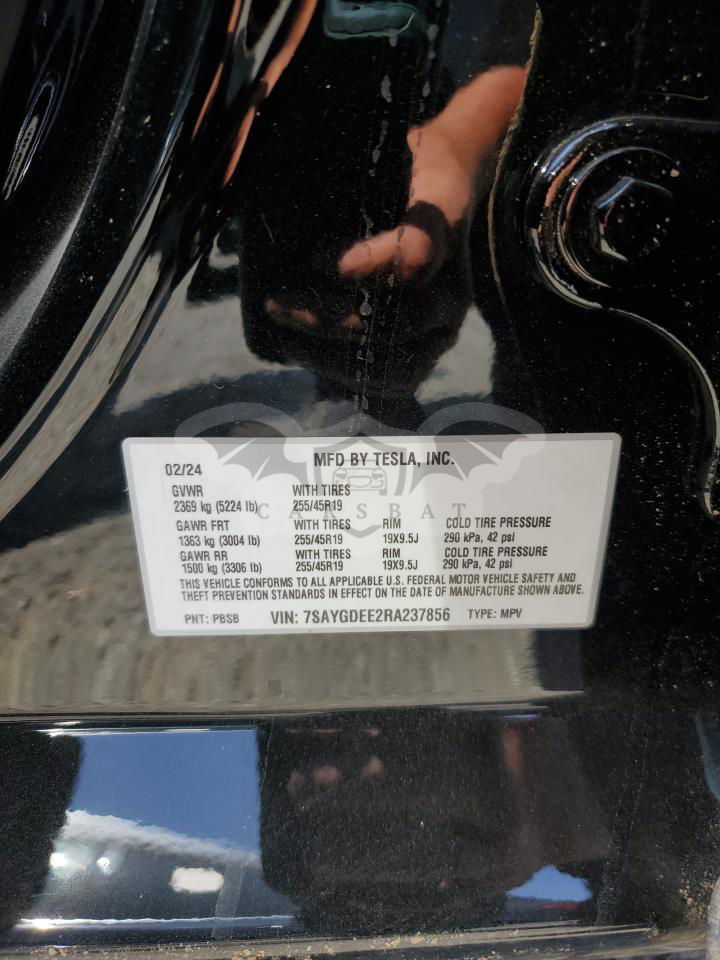 02/24 MFD BY TESLA, INC.
GVWR WITH TIRES
2369 kg (5224 lb) 255/45R19
CARSBAT
GAWR FRT WITH TIRES RIM COLD TIRE PRESSURE
1363 kg (3004 lb) 255/45R19 19X9.5J 290 kPa, 42 psi
GAWR RR WITH TIRES RIM COLD TIRE PRESSURE
1500 kg (3306 lb) 255/45R19 19X9.5J 290 kPa, 42 psi
THIS VEHICLE CONFORMS TO ALL APPLICABLE U.S. FEDERAL MOTOR VEHICLE SAFETY AND
THEFT PREVENTION STANDARDS IN EFFECT ON THE DATE OF MANUFACTURE SHOWN ABOVE.
PNT: PBSB VIN: 7SAYGDEE2RA237856 TYPE: MPV